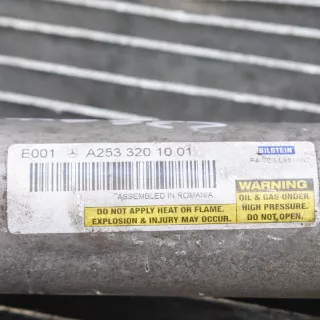 E001 A253 320 10 01
BILSTEIN
ASSEMBLED IN ROMANIA
WARNING
OIL & GAS UNDER
HIGH PRESSURE.
DO NOT OPEN.
DO NOT APPLY HEAT OR FLAME.
EXPLOSION & INJURY MAY OCCUR.